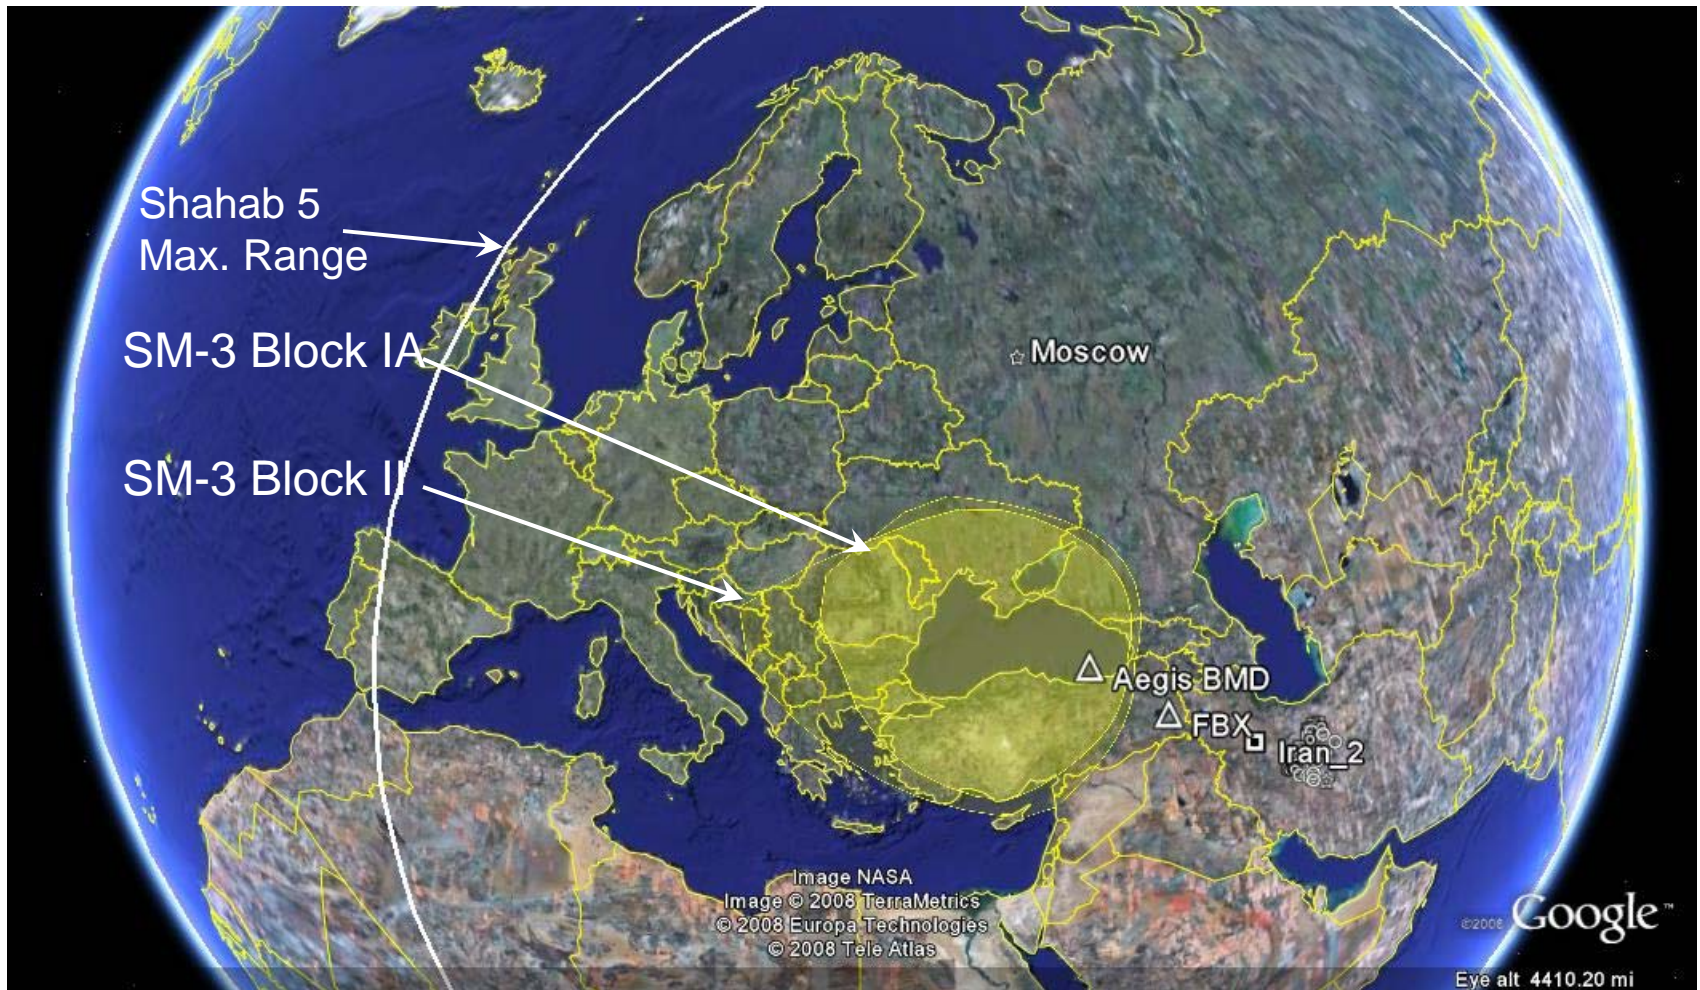 Shahab 5
Max. Range
SM-3 Block IA
Moscow
SM-3 Block II
Aegis BMD
FBX
Iran_2
Image NASA
Image © 2008 TerraMetrics
© 2008 Europa Technologies
© 2008 Tele Atlas
©2008 Google™
Eye alt 4410.20 mi